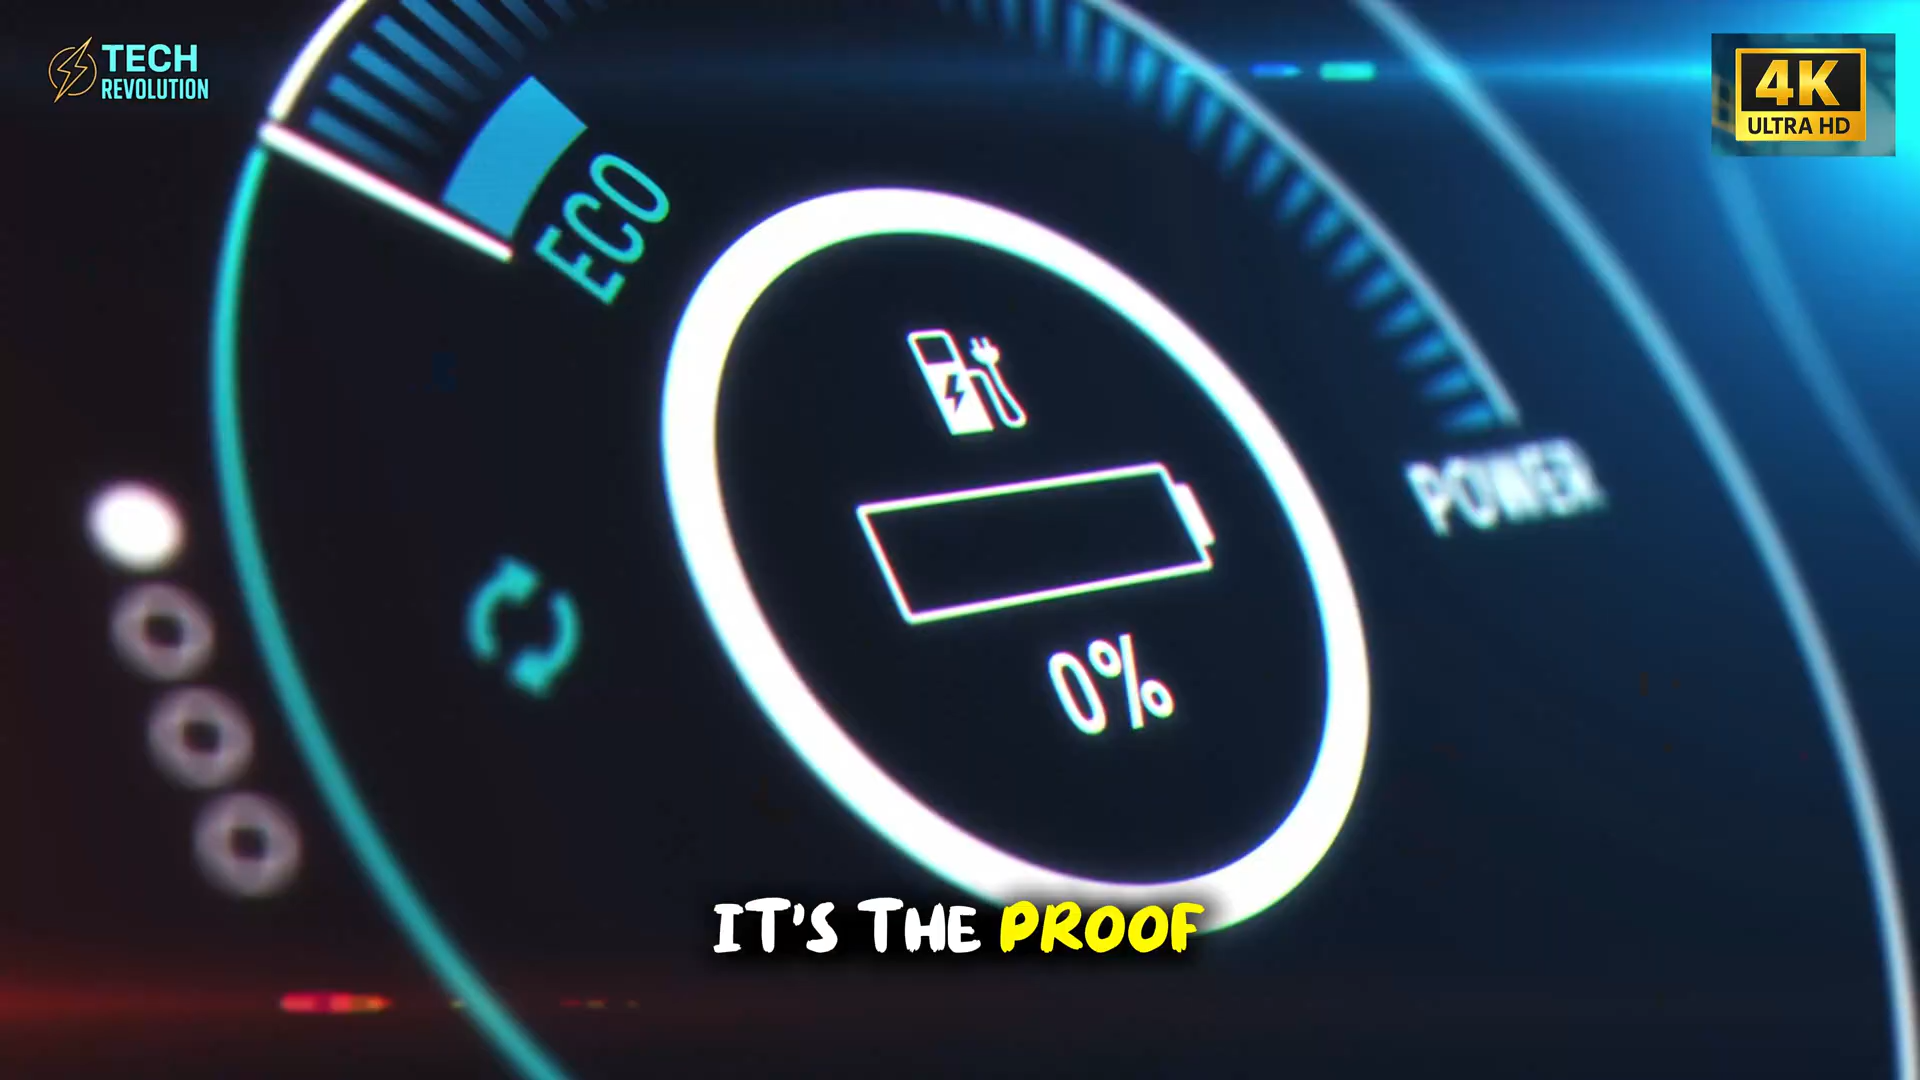 TECH
REVOLUTION
4K
ULTRA HD
ECO
POWER
0%
IT'S THE PROOF